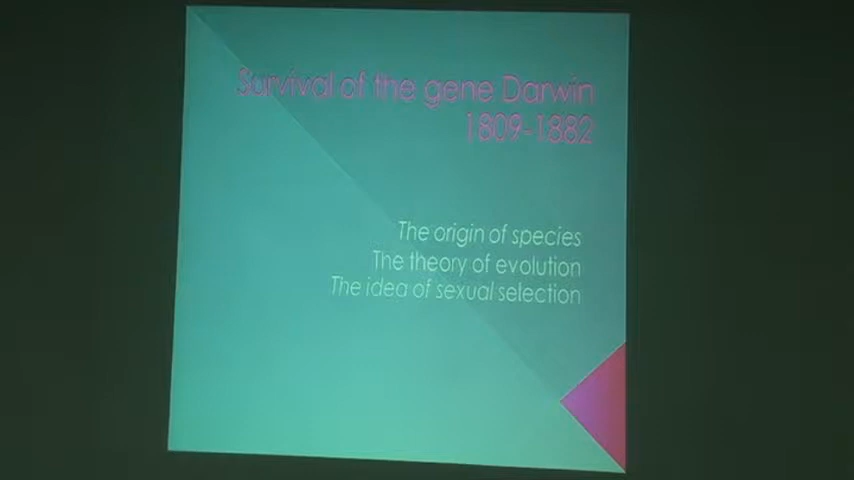 Survival of the gene Darwin
1809-1882
The origin of species
The theory of evolution
The idea of sexual selection